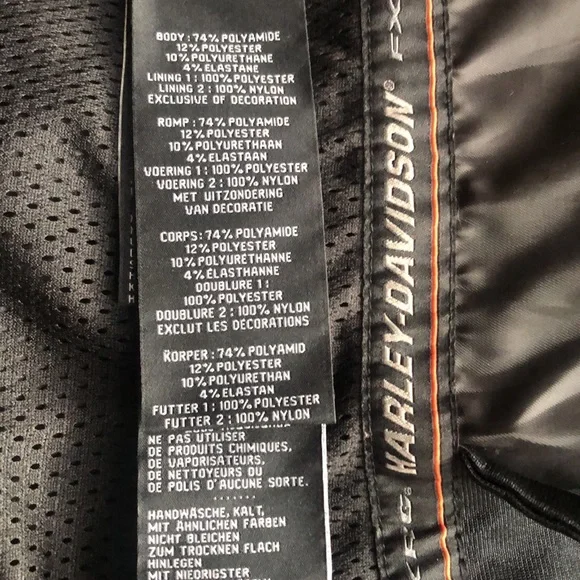 BODY : 74% POLYAMIDE
12% POLYESTER
10% POLYURETHANE
4% ELASTANE
LINING 1 : 100% POLYESTER
LINING 2 : 100% NYLON
EXCLUSIVE OF DECORATION
ROMP : 74% POLYAMIDE
12% POLYESTER
10% POLYURETHAAN
4% ELASTAAN
VOERING 1 : 100% POLYESTER
VOERING 2 : 100% NYLON
MET UITZONDERING
VAN DECORATIE
CORPS : 74% POLYAMIDE
12% POLYESTER
10% POLYURÉTHANNE
4% ÉLASTHANNE
DOUBLURE 1 :
100% POLYESTER
DOUBLURE 2 : 100% NYLON
EXCLUT LES DÉCORATIONS
KÖRPER : 74% POLYAMID
12% POLYESTER
10% POLYURETHAN
4% ELASTAN
FUTTER 1 : 100% POLYESTER
FUTTER 2 : 100% NYLON
NE PAS UTILISER
DE PRODUITS CHIMIQUES,
DE VAPORISATEURS,
DE NETTOYEURS OU
DE POLIS D'AUCUNE SORTE.
.......
HANDWÄSCHE, KALT,
MIT ÄHNLICHEN FARBEN
NICHT BLEICHEN
ZUM TROCKNEN FLACH
HINLEGEN
MIT NIEDRIGSTER
HARLEY-DAVIDSON®